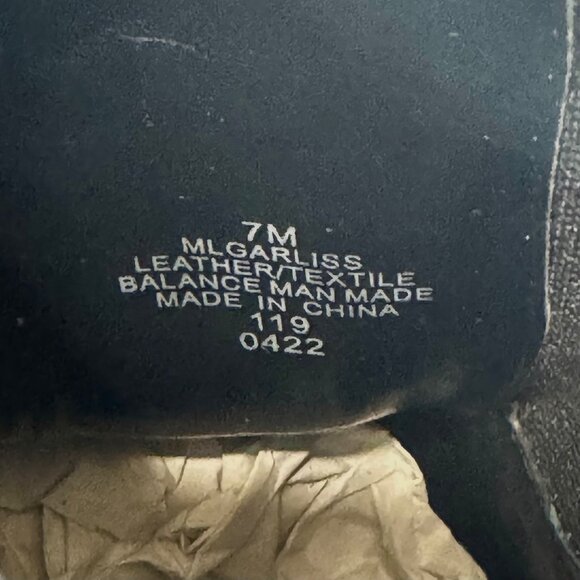 7M
MLGARLISS
LEATHER/TEXTILE
BALANCE MAN MADE
MADE IN CHINA
119
0422